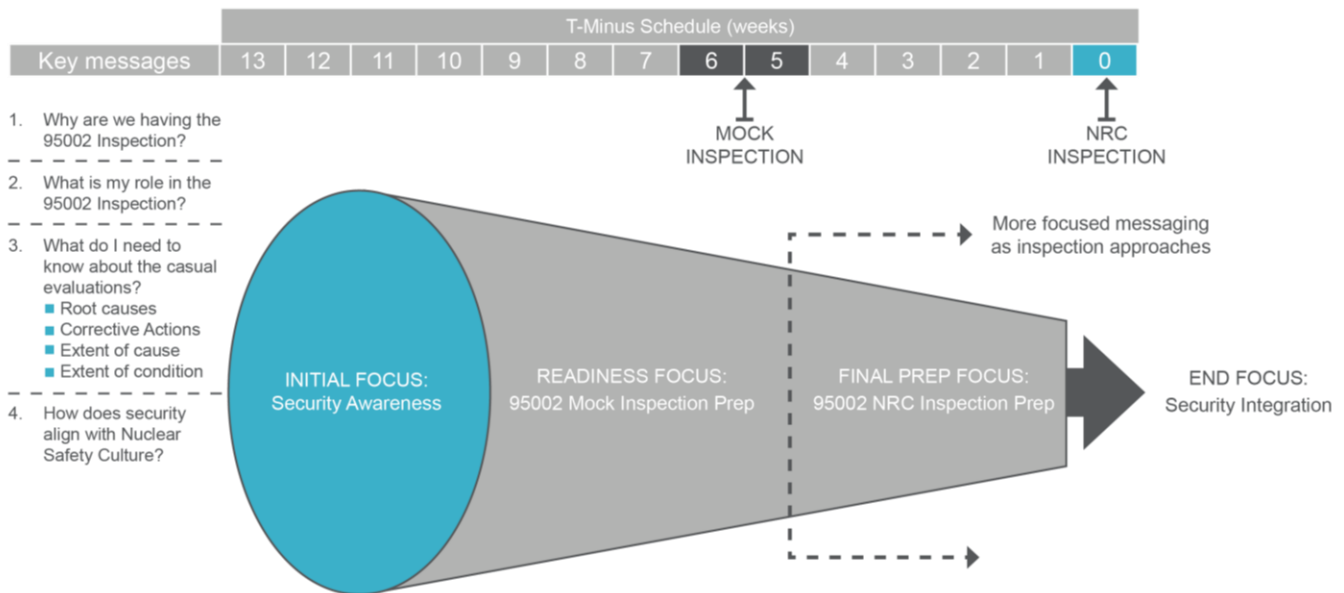 T-Minus Schedule (weeks)
Key messages 13 12 11 10 9 8 7 6 5 4 3 2 1 0
1. Why are we having the
95002 Inspection?
2. What is my role in the
95002 Inspection?
3. What do I need to
know about the casual
evaluations?
Root causes
Corrective Actions
Extent of cause
Extent of condition
4. How does security
align with Nuclear
Safety Culture?
MOCK
INSPECTION
NRC
INSPECTION
More focused messaging
as inspection approaches
INITIAL FOCUS:
Security Awareness
READINESS FOCUS:
95002 Mock Inspection Prep
FINAL PREP FOCUS:
95002 NRC Inspection Prep
END FOCUS:
Security Integration